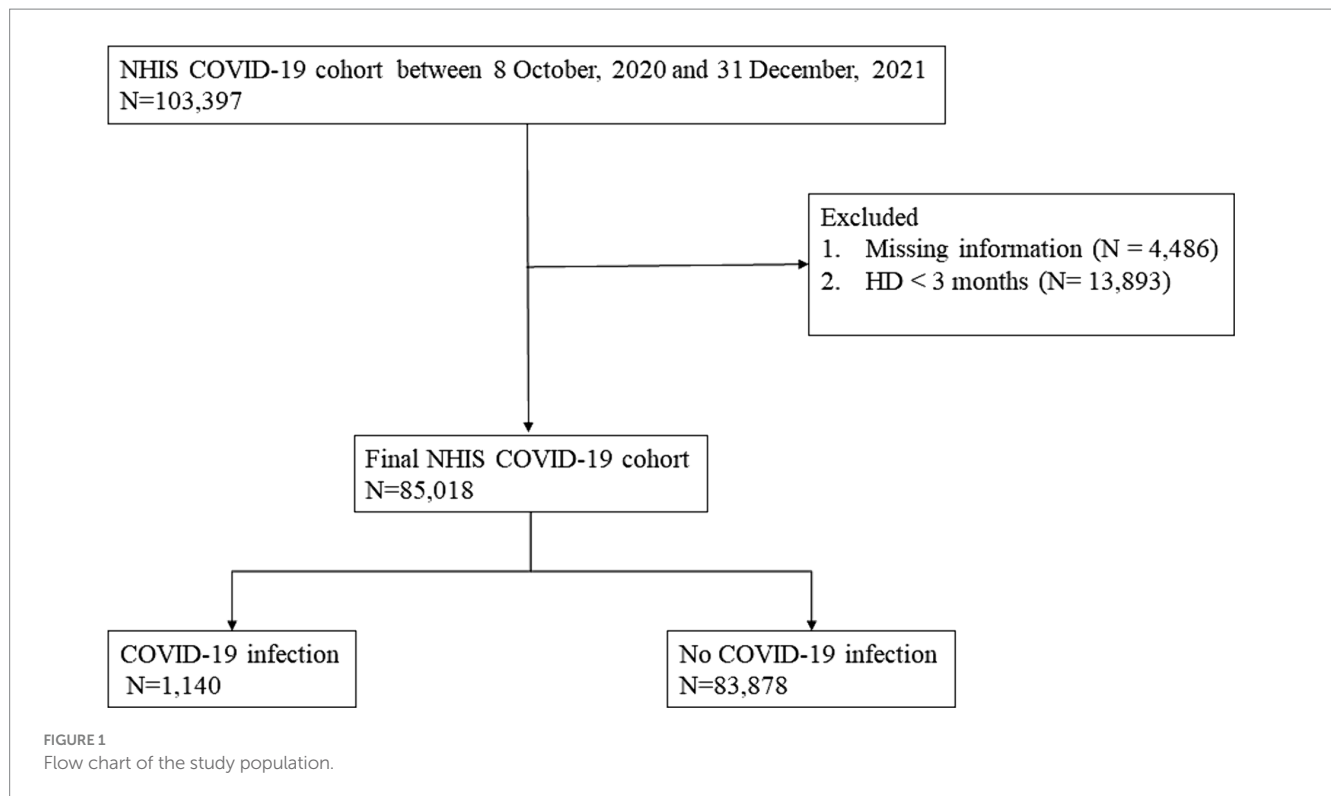 NHIS COVID-19 cohort between 8 October, 2020 and 31 December, 2021
N=103,397
Excluded
1. Missing information (N = 4,486)
2. HD < 3 months (N= 13,893)
Final NHIS COVID-19 cohort
N=85,018
COVID-19 infection
N=1,140
No COVID-19 infection
N=83,878
FIGURE 1
Flow chart of the study population.